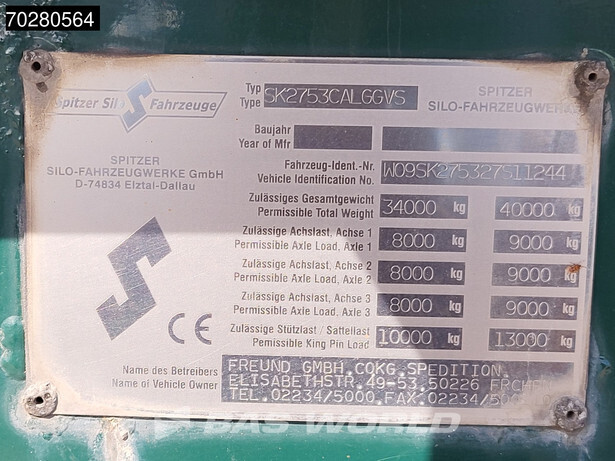 70280564
Spitzer Silo Fahrzeuge
Typ
Type
SK2753CALGGVS
SPITZER
SILO-FAHRZEUGWERKE
Baujahr
Year of Mfr
SPITZER
SILO-FAHRZEUGWERKE GmbH
D-74834 Elztal-Dallau
Fahrzeug-Ident.-Nr.
Vehicle Identification No.
W09SK275327S11244
Zulässiges Gesamtgewicht
Permissible Total Weight
34000 kg 40000 kg
Zulässige Achslast, Achse 1
Permissible Axle Load, Axle 1
8000 kg 9000 kg
Zulässige Achslast, Achse 2
Permissible Axle Load, Axle 2
8000 kg 9000 kg
Zulässige Achslast, Achse 3
Permissible Axle Load, Axle 3
8000 kg 9000 kg
Zulässige Stützlast / Sattellast
Permissible King Pin Load
10000 kg 13000 kg
CE
Name des Betreibers
Name of Vehicle Owner
FREUND GMBH.COKG.SPEDITION.
ELISABETHSTR.49-53.50226
TEL.02234/5000.FAX.02234/
BAS WORLD